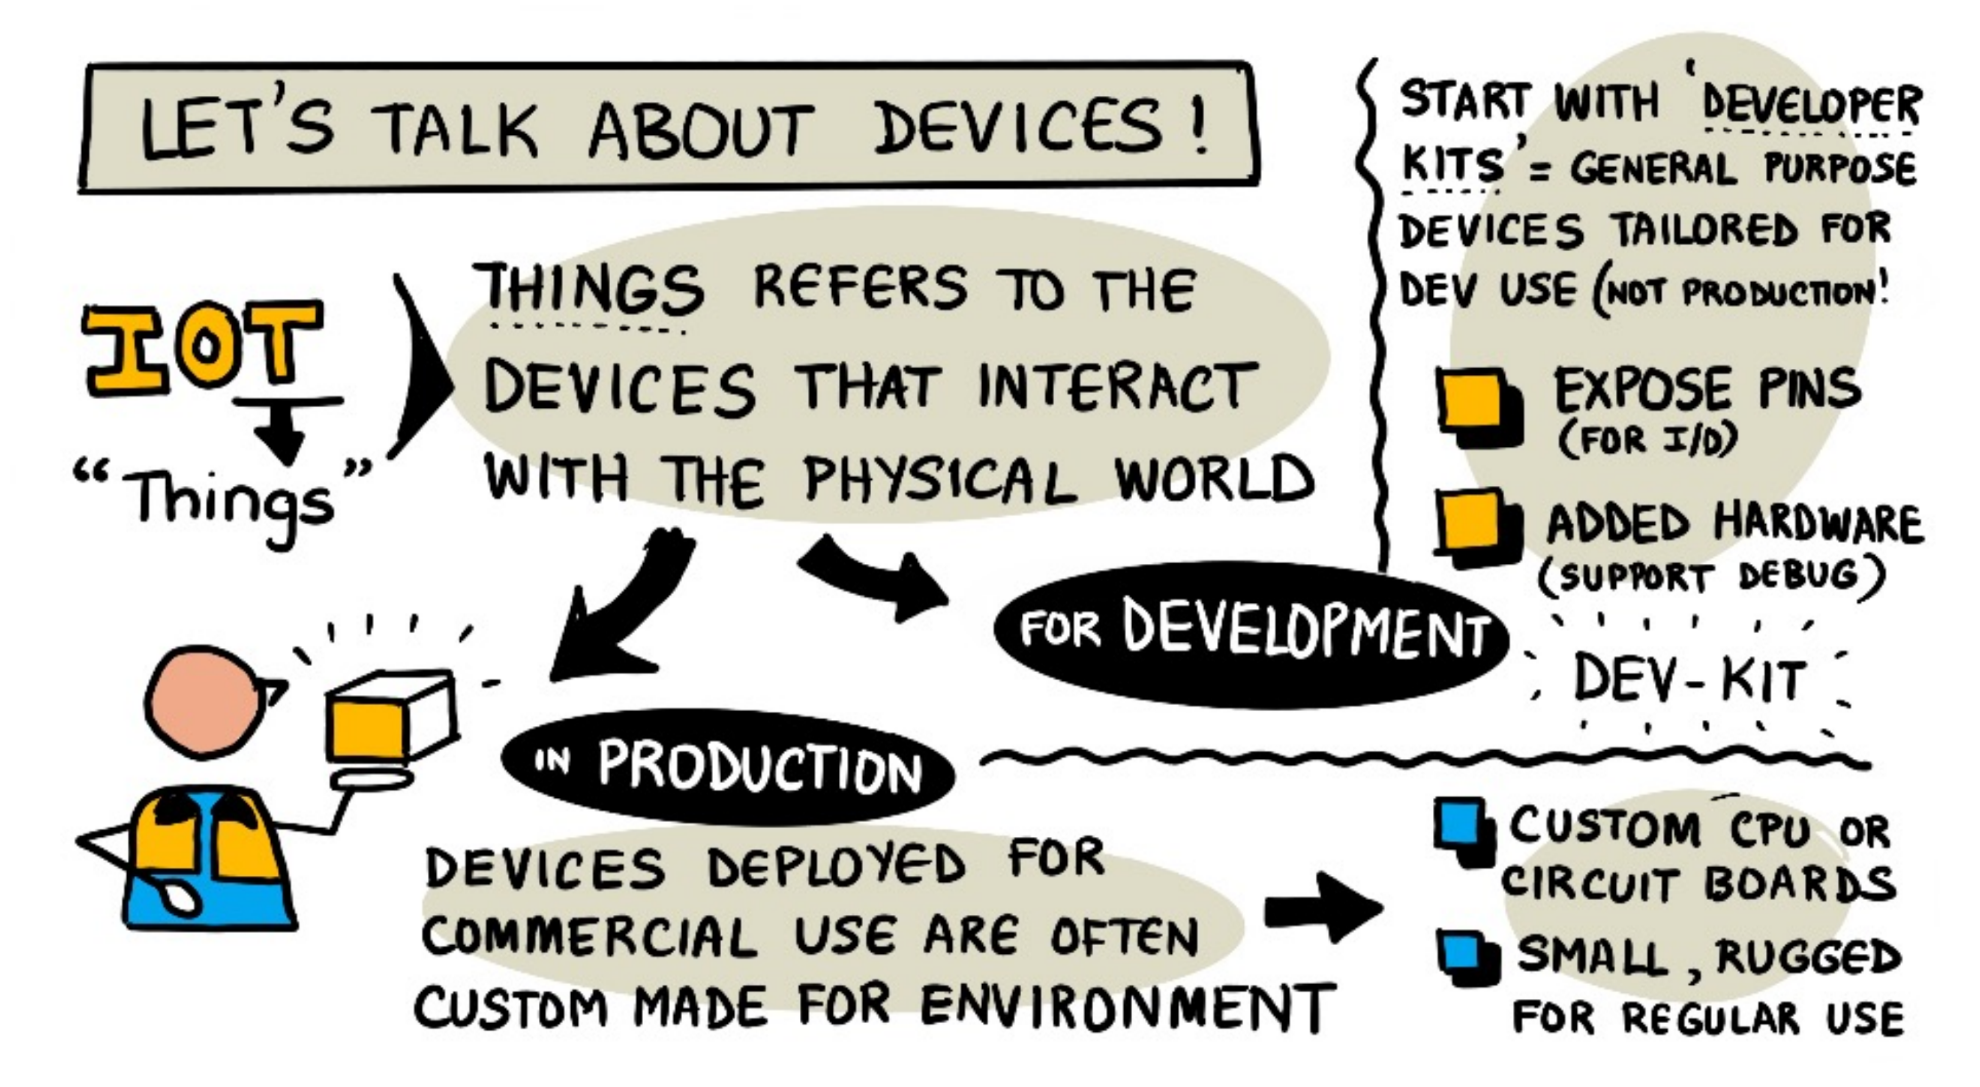 LET'S TALK ABOUT DEVICES!
IOT
"Things"
THINGS REFERS TO THE
DEVICES THAT INTERACT
WITH THE PHYSICAL WORLD
START WITH 'DEVELOPER
KITS' = GENERAL PURPOSE
DEVICES TAILORED FOR
DEV USE (NOT PRODUCTION!
EXPOSE PINS
(FOR I/O)
ADDED HARDWARE
(SUPPORT DEBUG)
DEV-KIT
FOR DEVELOPMENT
IN PRODUCTION
DEVICES DEPLOYED FOR
COMMERCIAL USE ARE OFTEN
CUSTOM MADE FOR ENVIRONMENT
CUSTOM CPU OR
CIRCUIT BOARDS
SMALL, RUGGED
FOR REGULAR USE